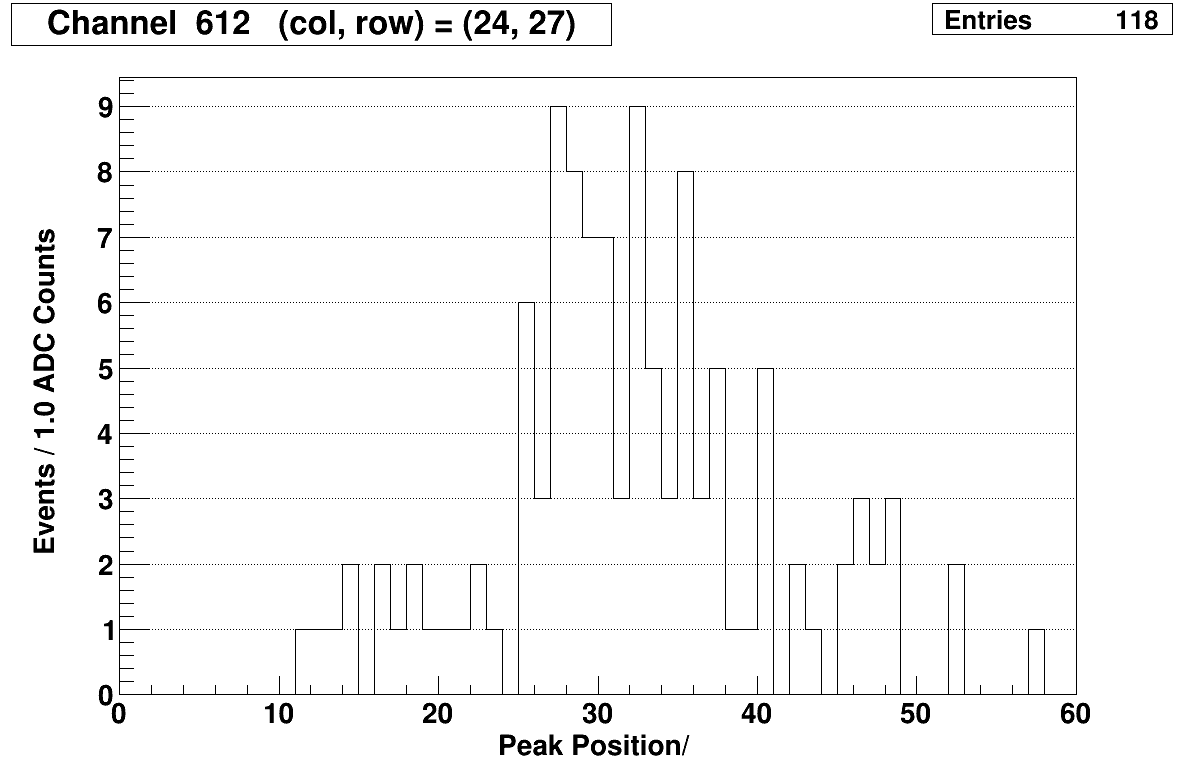 Channel 612 (col, row) = (24, 27)
Entries 118
Events / 1.0 ADC Counts
9
8
7
6
5
4
3
2
1
0
0 10 20 30 40 50 60
Peak Position/